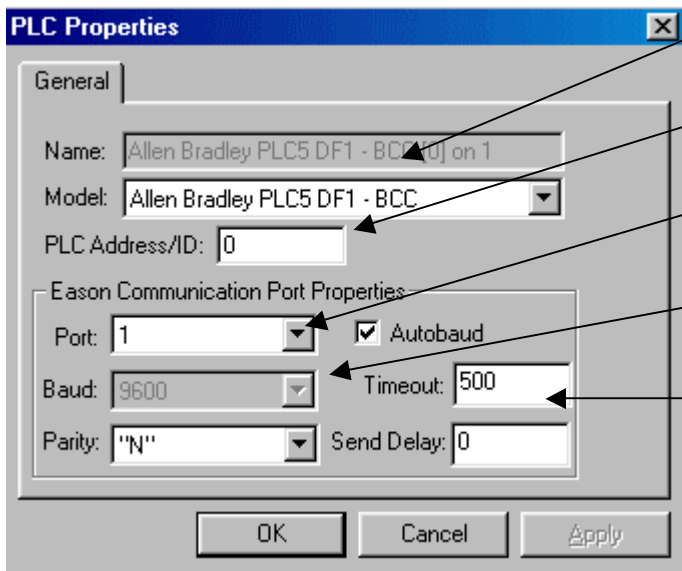 PLC Properties
General
Name: Allen Bradley PLC5 DF1 - BCC [0] on 1
Model: Allen Bradley PLC5 DF1 - BCC
PLC Address/ID: 0
Eason Communication Port Properties
Port: 1 Autobaud
Baud: 9600 Timeout: 500
Parity: "N" Send Delay: 0
OK Cancel Apply